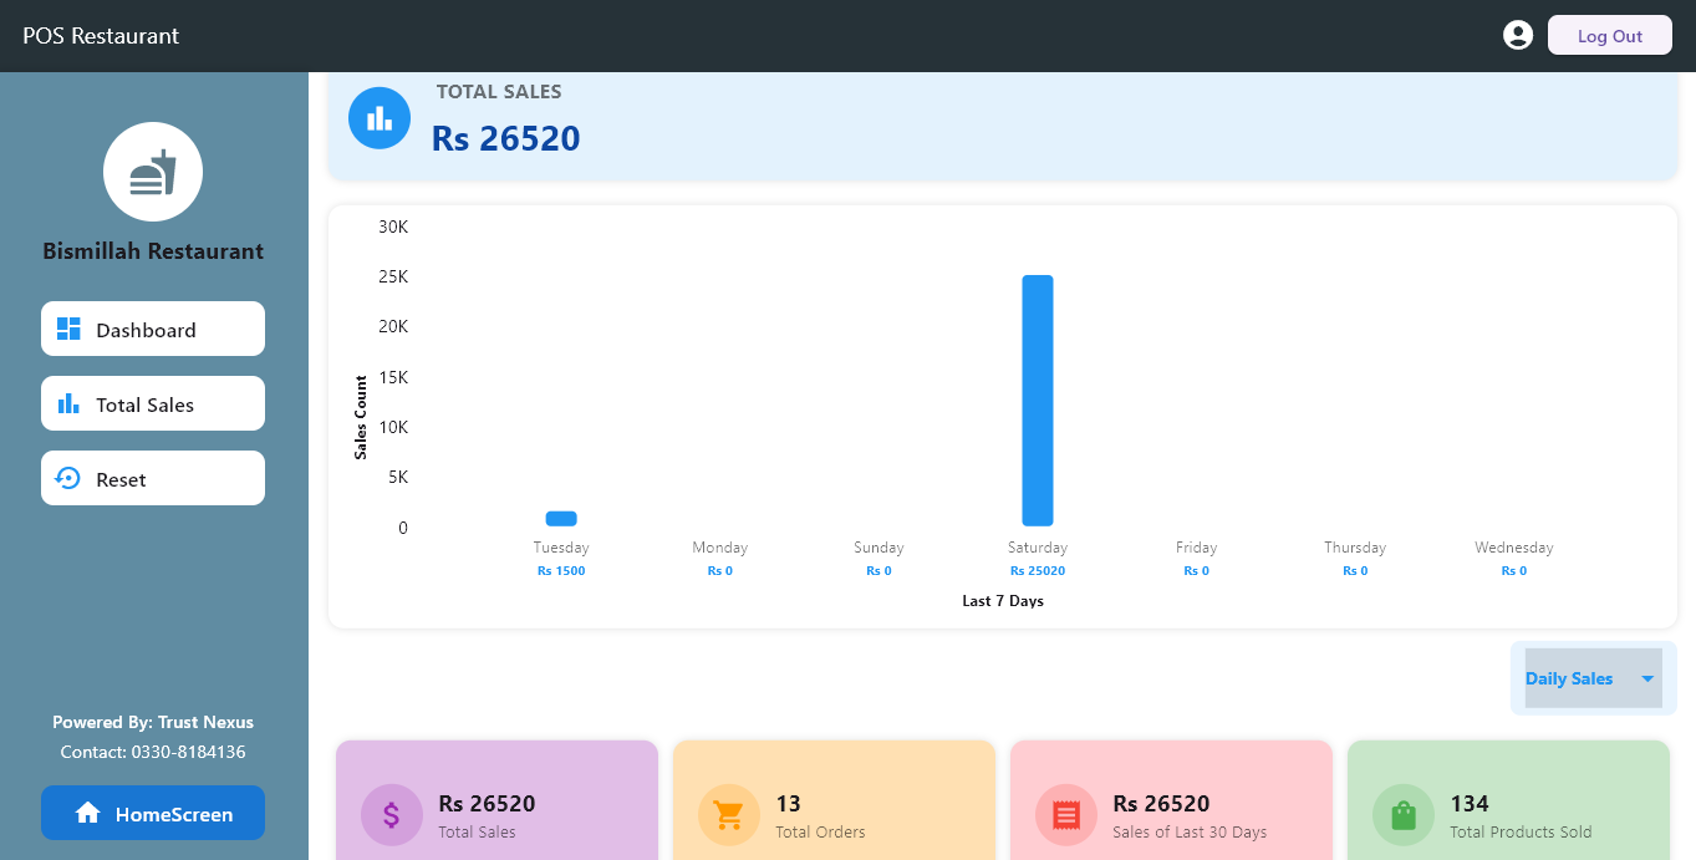 POS Restaurant
Log Out
Bismillah Restaurant
Dashboard
Total Sales
Reset
Powered By: Trust Nexus
Contact: 0330-8184136
HomeScreen
TOTAL SALES
Rs 26520
30K
25K
20K
15K
10K
5K
0
Sales Count
Tuesday Monday Sunday Saturday Friday Thursday Wednesday
Rs 1500 Rs 0 Rs 0 Rs 25020 Rs 0 Rs 0 Rs 0
Last 7 Days
Daily Sales
$
Rs 26520
Total Sales
13
Total Orders
Rs 26520
Sales of Last 30 Days
134
Total Products Sold